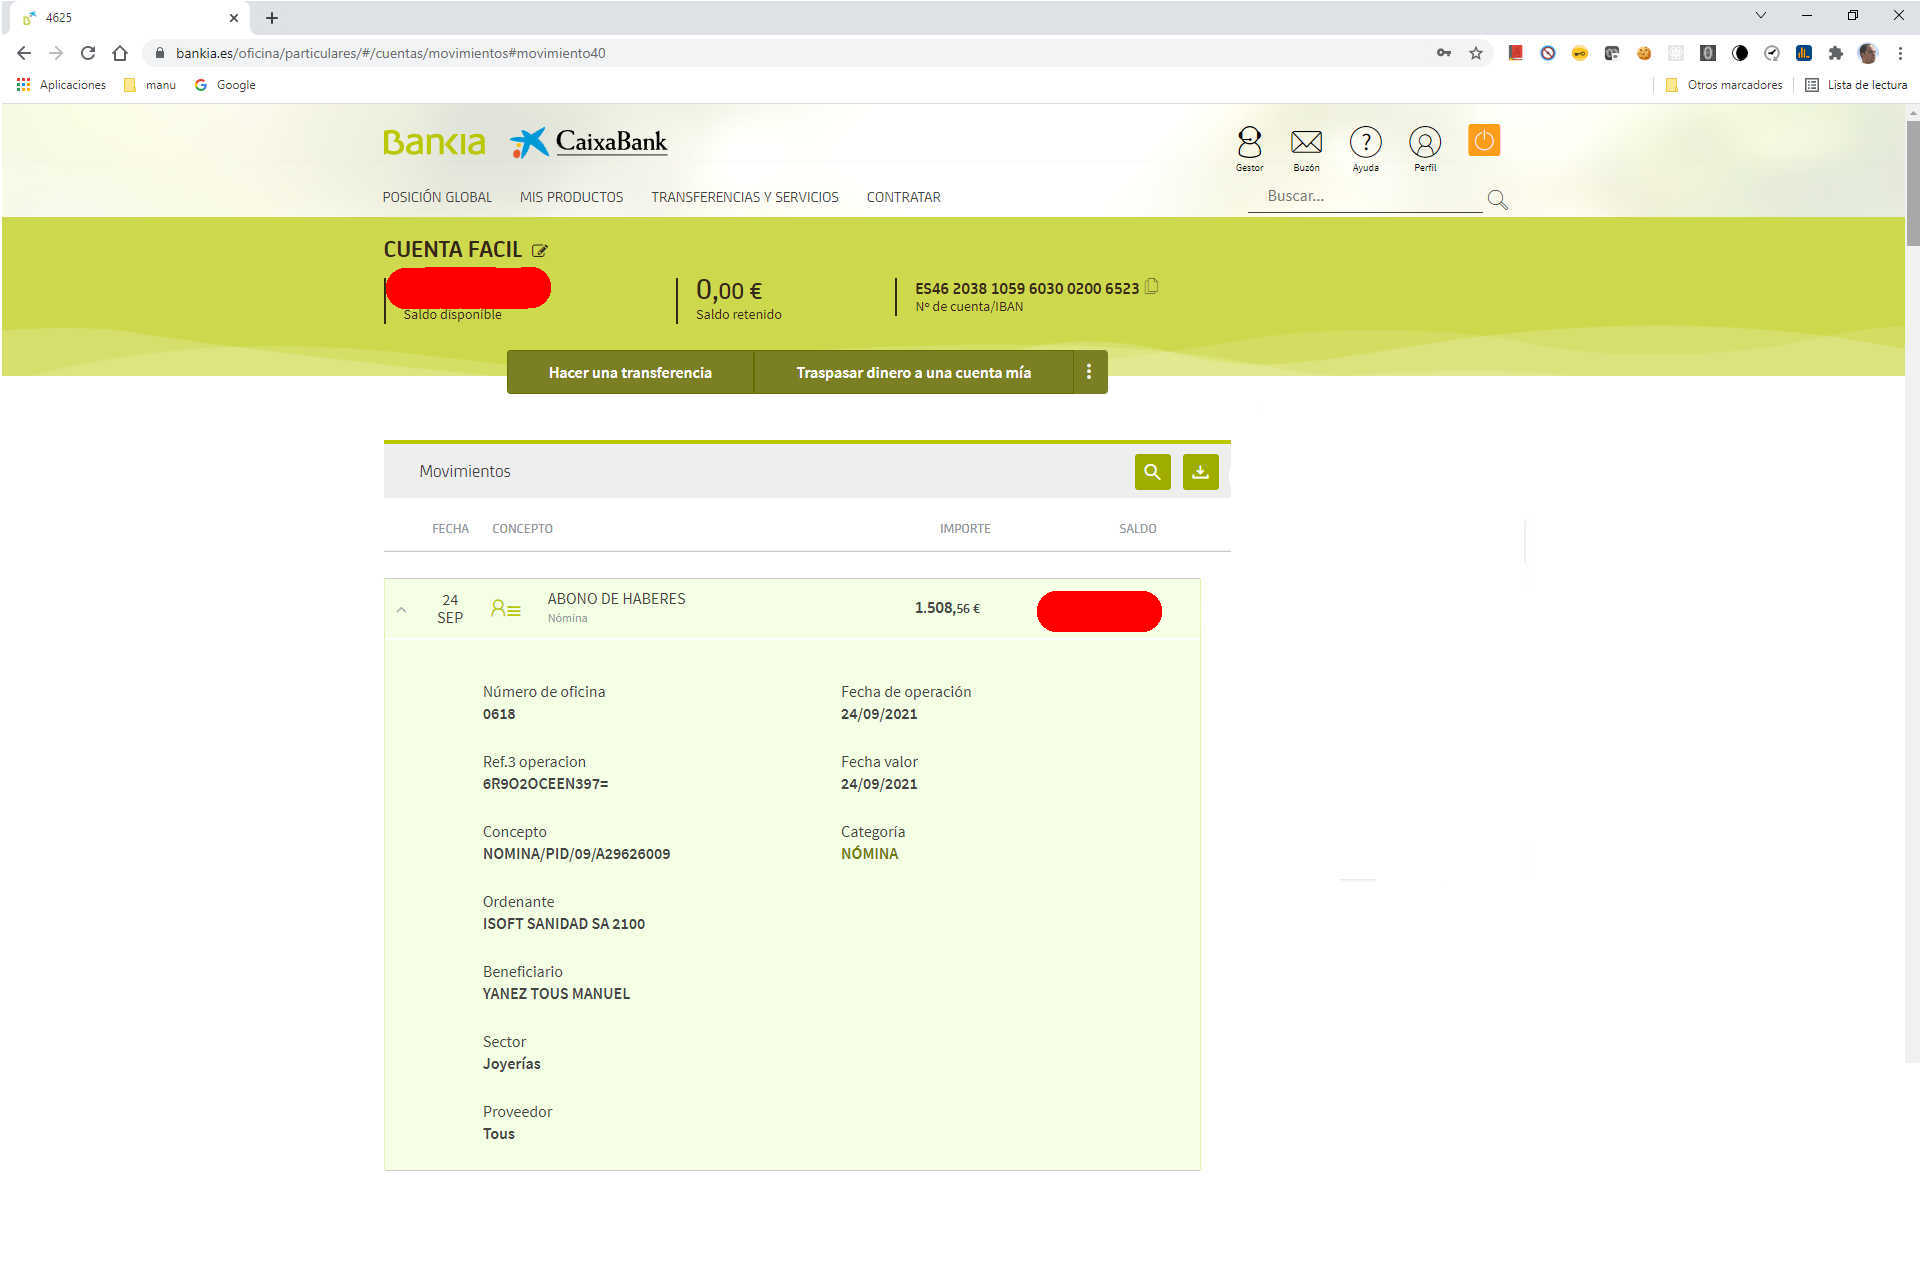 4625
bankia.es/oficina/particulares/#/cuentas/movimientos#movimiento40
Aplicaciones manu Google Otros marcadores Lista de lectura
Bankia CaixaBank
Gestor Buzón Ayuda Perfil
POSICIÓN GLOBAL MIS PRODUCTOS TRANSFERENCIAS Y SERVICIOS CONTRATAR Buscar...
CUENTA FACIL
0,00 € ES46 2038 1059 6030 0200 6523
Saldo disponible Saldo retenido Nº de cuenta/IBAN
Hacer una transferencia Traspasar dinero a una cuenta mía
Movimientos
FECHA CONCEPTO IMPORTE SALDO
24 SEP ABONO DE HABERES 1.508,56 €
Nómina
Número de oficina Fecha de operación
0618 24/09/2021
Ref.3 operacion Fecha valor
6R9O2OCEEN397= 24/09/2021
Concepto Categoría
NOMINA/PID/09/A29626009 NÓMINA
Ordenante
ISOFT SANIDAD SA 2100
Beneficiario
YANEZ TOUS MANUEL
Sector
Joyerías
Proveedor
Tous